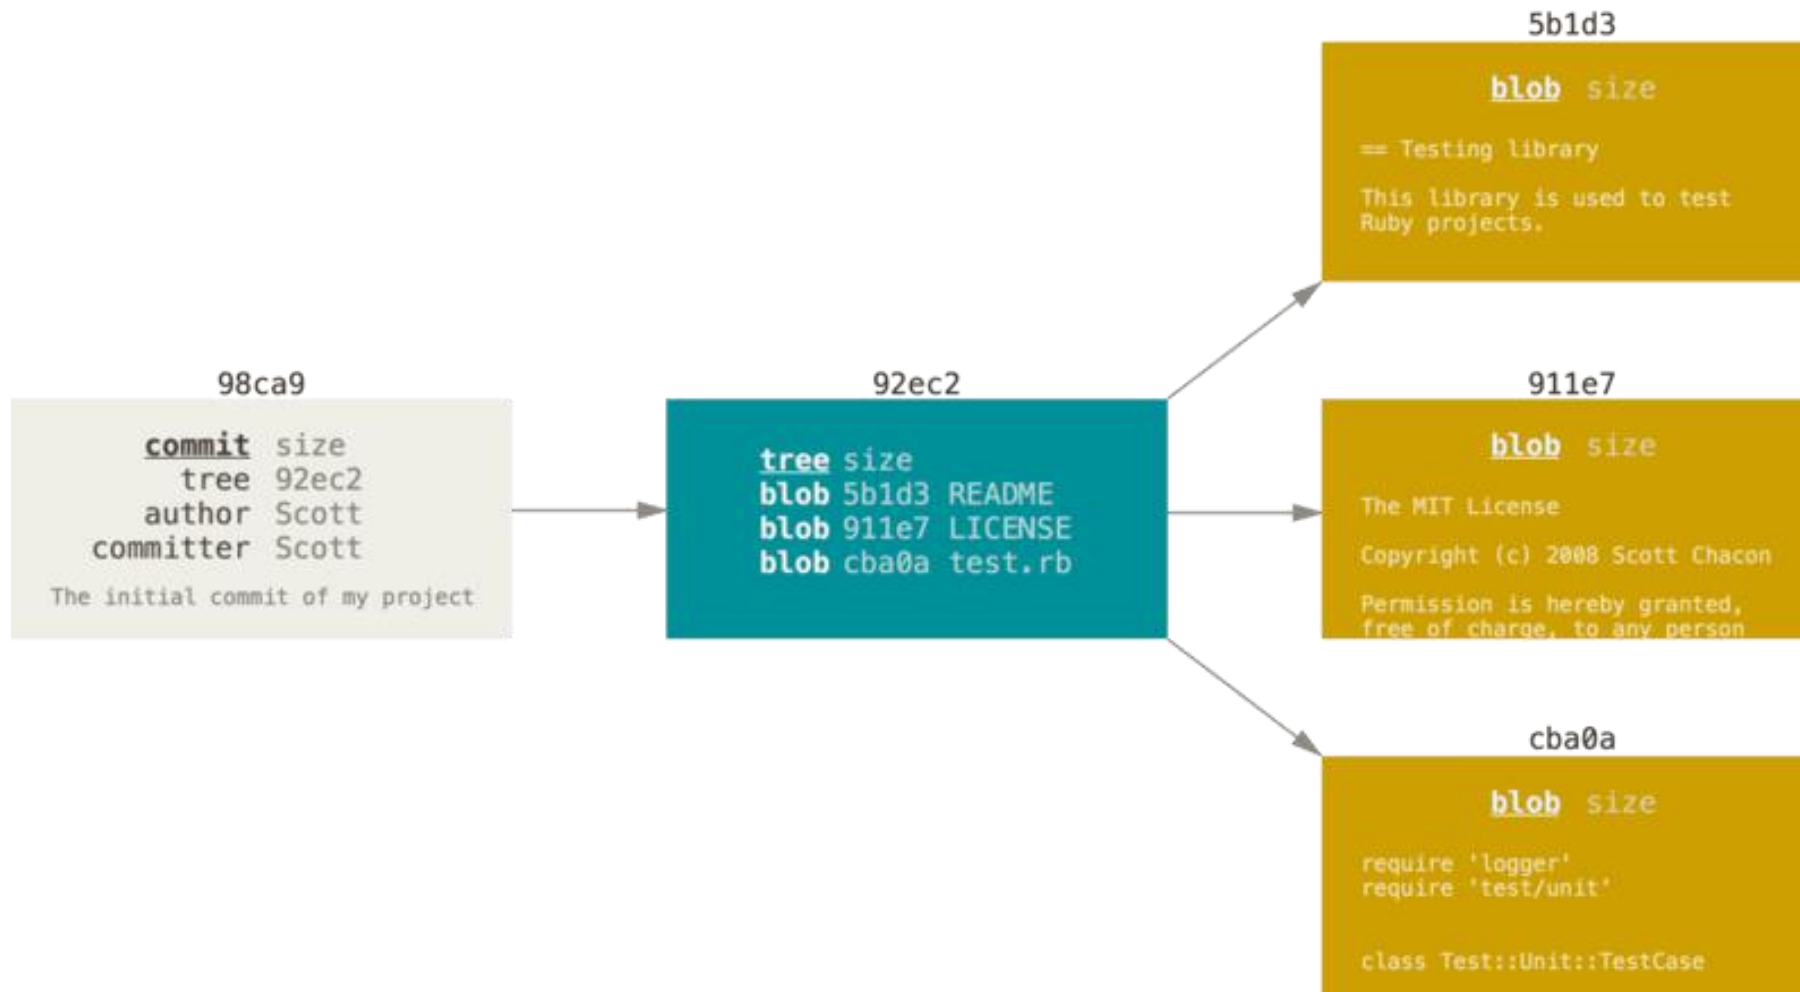 98ca9
commit size
tree 92ec2
author Scott
committer Scott
The initial commit of my project
92ec2
tree size
blob 5b1d3 README
blob 911e7 LICENSE
blob cba0a test.rb
5b1d3
blob size
== Testing library
This library is used to test
Ruby projects.
911e7
blob size
The MIT License
Copyright (c) 2008 Scott Chacon
Permission is hereby granted,
free of charge, to any person
cba0a
blob size
require 'logger'
require 'test/unit'
class Test::Unit::TestCase